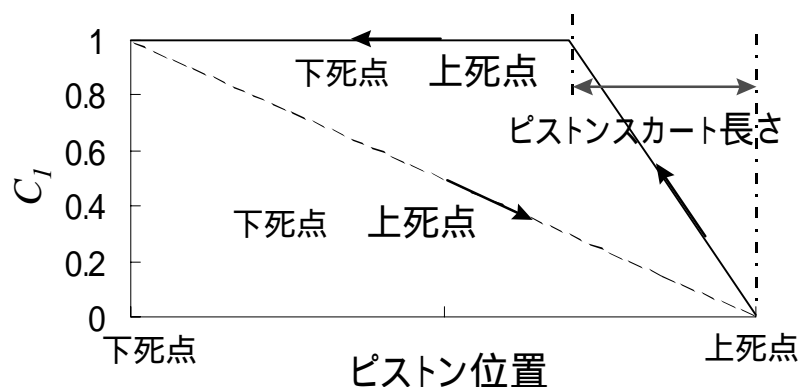 1
下死点 上死点
0.8
ピストンスカート長さ
0.6
C1
0.4
下死点 上死点
0.2
0
下死点
上死点
ピストン位置